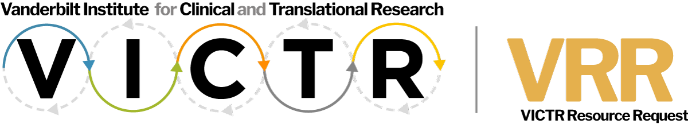 Vanderbilt Institute for Clinical and Translational Research
VICTR
VRR
VICTR Resource Request